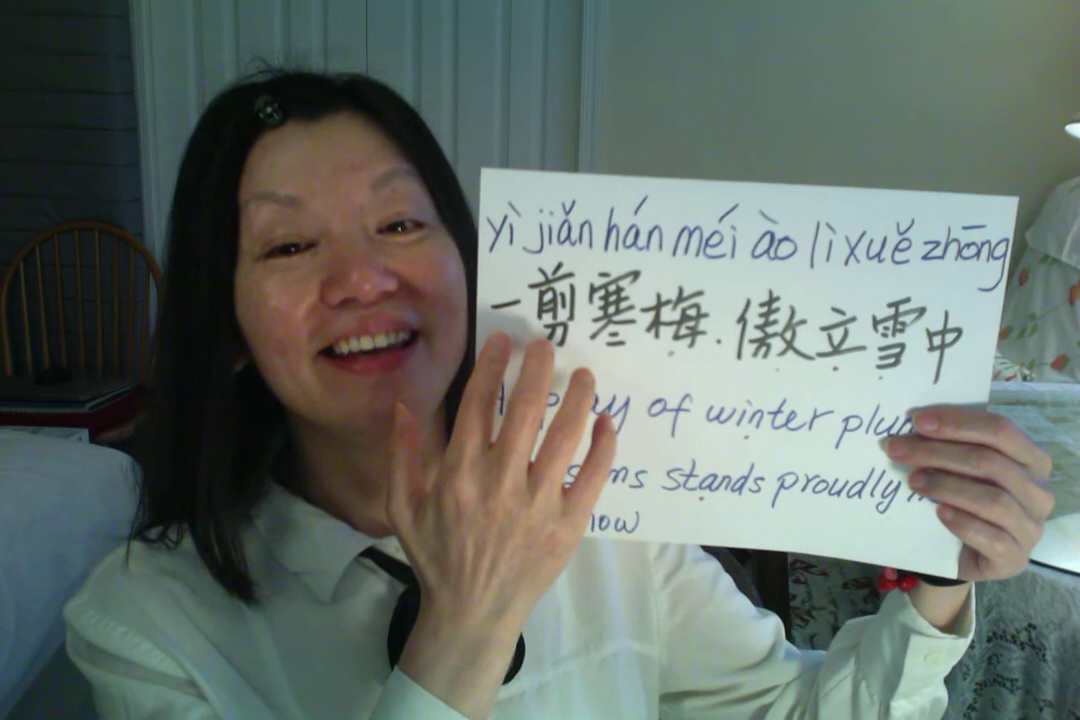 yì jiǎn hán méi ào lì xuě zhōng
一剪寒梅.傲立雪中
of winter
stands proudly